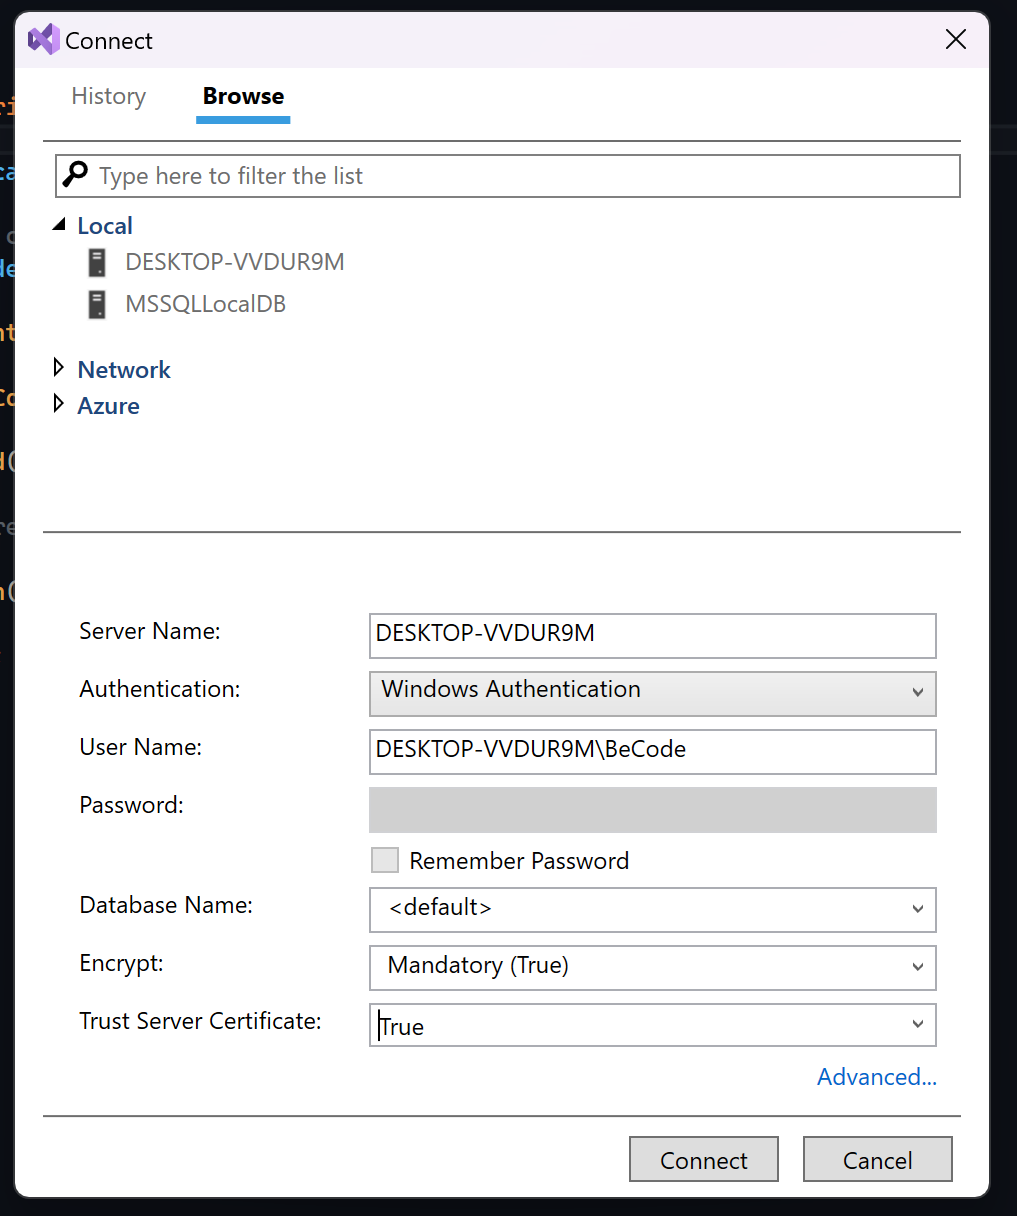 Connect
History Browse
Type here to filter the list
Local
DESKTOP-VVDUR9M
MSSQLLocalDB
Network
Azure
Server Name: DESKTOP-VVDUR9M
Authentication: Windows Authentication
User Name: DESKTOP-VVDUR9M\BeCode
Password:
Remember Password
Database Name: <default>
Encrypt: Mandatory (True)
Trust Server Certificate: True
Advanced...
Connect Cancel